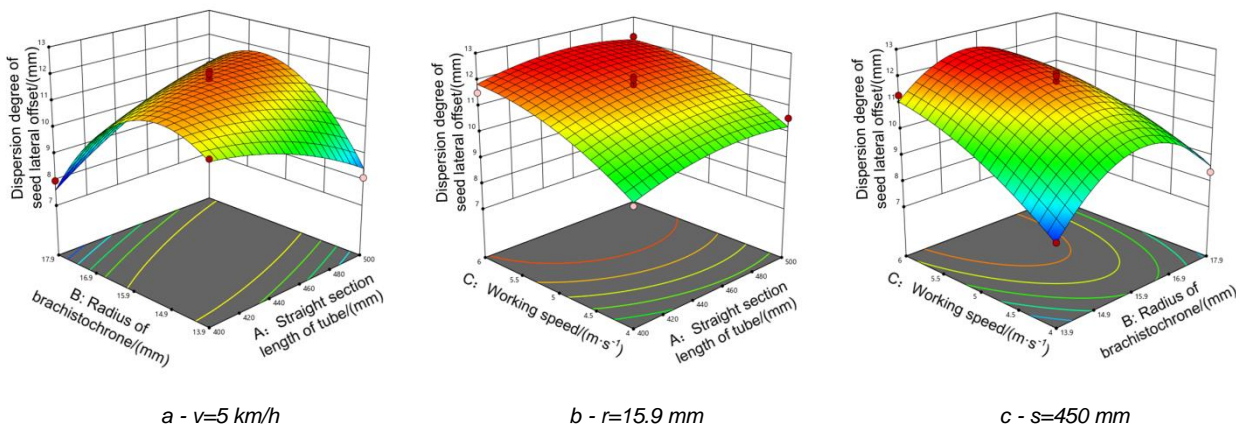 Dispersion degree of
seed lateral offset/(mm)
13
12
11
10
9
8
7
17.9
16.9
15.9
14.9
13.9
B: Radius of
brachistochrone/(mm)
400
420
440
460
480
500
A: Straight section
length of tube/(mm)
a - v=5 km/h
Dispersion degree of
seed lateral offset/(mm)
13
12
11
10
9
8
7
6
5.5
5
4.5
4
C: Working speed/(m·s⁻¹)
400
420
440
460
480
500
A: Straight section
length of tube/(mm)
b - r=15.9 mm
Dispersion degree of
seed lateral offset/(mm)
13
12
11
10
9
8
7
6
5.5
5
4.5
4
C: Working speed/(m·s⁻¹)
13.9
14.9
15.9
16.9
17.9
B: Radius of
brachistochrone/(mm)
c - s=450 mm